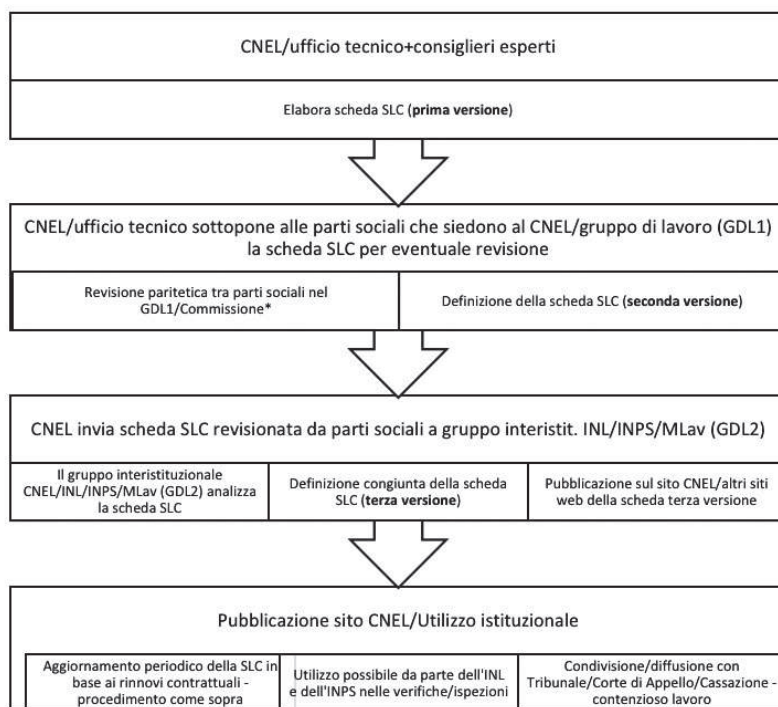 CNEL/ufficio tecnico+consiglieri esperti
Elabora scheda SLC (prima versione)
CNEL/ufficio tecnico sottopone alle parti sociali che siedono al CNEL/gruppo di lavoro (GDL1)
la scheda SLC per eventuale revisione
Revisione paritetica tra parti sociali nel
GDL1/Commissione*
Definizione della scheda SLC (seconda versione)
CNEL invia scheda SLC revisionata da parti sociali a gruppo interistit. INL/INPS/MLav (GDL2)
Il gruppo interistituzionale
CNEL/INL/INPS/MLav (GDL2) analizza
la scheda SLC
Definizione congiunta della scheda
SLC (terza versione)
Pubblicazione sul sito CNEL/altri siti
web della scheda terza versione
Pubblicazione sito CNEL/Utilizzo istituzionale
Aggiornamento periodico della SLC in
base ai rinnovi contrattuali -
procedimento come sopra
Utilizzo possibile da parte dell'INL
e dell'INPS nelle verifiche/ispezioni
Condivisione/diffusione con
Tribunale/Corte di Appello/Cassazione -
contenzioso lavoro